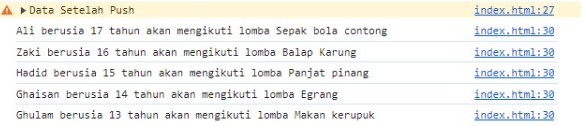 Data Setelah Push index.html:27
Ali berusia 17 tahun akan mengikuti lomba Sepak bola contong index.html:30
Zaki berusia 16 tahun akan mengikuti lomba Balap Karung index.html:30
Hadid berusia 15 tahun akan mengikuti lomba Panjat pinang index.html:30
Ghaisan berusia 14 tahun akan mengikuti lomba Egrang index.html:30
Ghulam berusia 13 tahun akan mengikuti lomba Makan kerupuk index.html:30